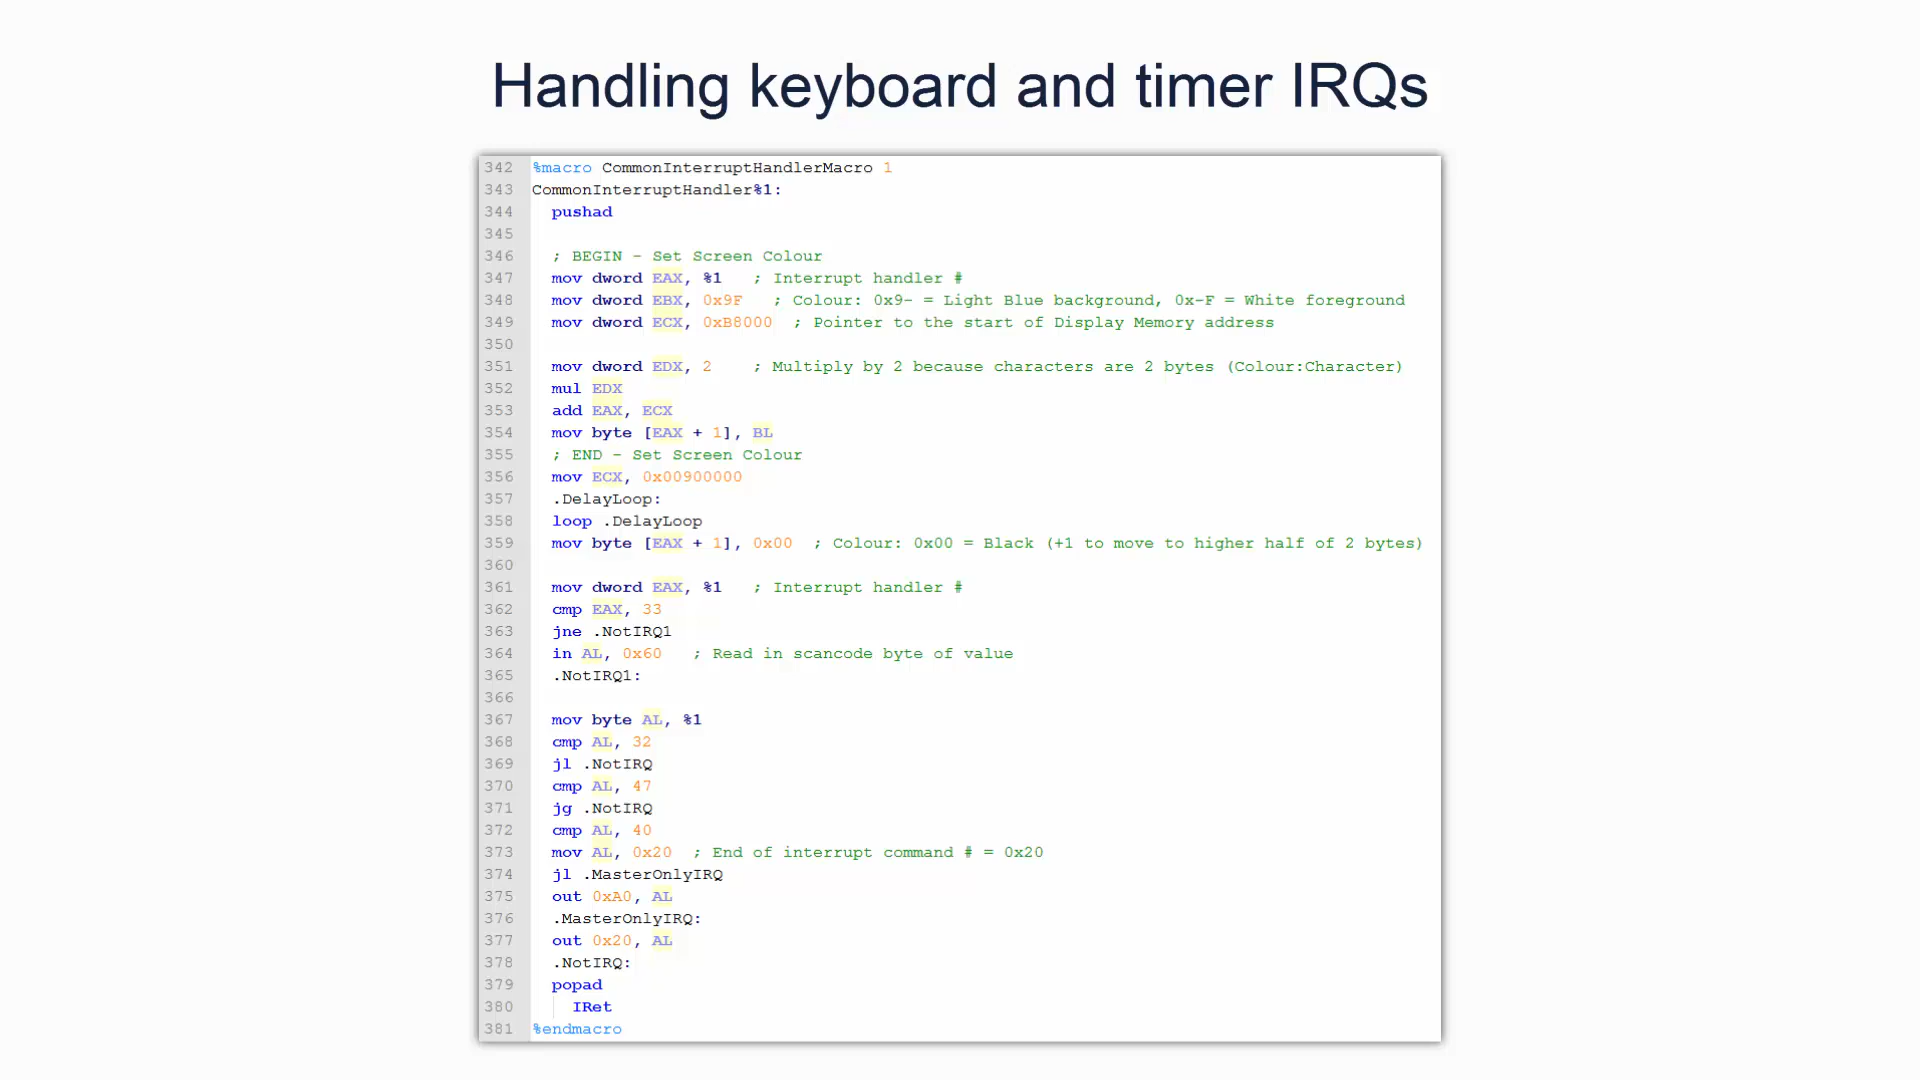 Handling keyboard and timer IRQs
342 %macro CommonInterruptHandlerMacro 1
343 CommonInterruptHandler%1:
344 pushad
345
346 ; BEGIN - Set Screen Colour
347 mov dword EAX, %1 ; Interrupt handler #
348 mov dword EBX, 0x9F ; Colour: 0x9- = Light Blue background, 0x-F = White foreground
349 mov dword ECX, 0xB8000 ; Pointer to the start of Display Memory address
350
351 mov dword EDX, 2 ; Multiply by 2 because characters are 2 bytes (Colour:Character)
352 mul EDX
353 add EAX, ECX
354 mov byte [EAX + 1], BL
355 ; END - Set Screen Colour
356 mov ECX, 0x00900000
357 .DelayLoop:
358 loop .DelayLoop
359 mov byte [EAX + 1], 0x00 ; Colour: 0x00 = Black (+1 to move to higher half of 2 bytes)
360
361 mov dword EAX, %1 ; Interrupt handler #
362 cmp EAX, 33
363 jne .NotIRQ1
364 in AL, 0x60 ; Read in scancode byte of value
365 .NotIRQ1:
366
367 mov byte AL, %1
368 cmp AL, 32
369 jl .NotIRQ
370 cmp AL, 47
371 jg .NotIRQ
372 cmp AL, 40
373 mov AL, 0x20 ; End of interrupt command # = 0x20
374 jl .MasterOnlyIRQ
375 out 0xA0, AL
376 .MasterOnlyIRQ:
377 out 0x20, AL
378 .NotIRQ:
379 popad
380 IRet
381 %endmacro